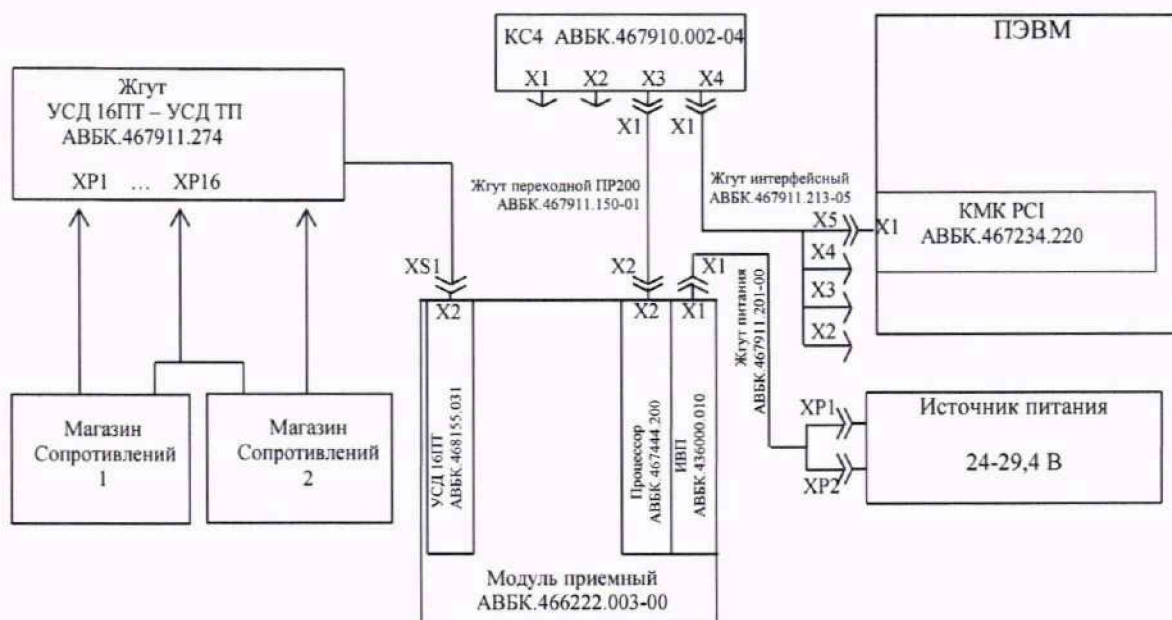 КС4 АВБК.467910.002-04
X1 X2 X3 X4
X1 X1
ПЭВМ
Жгут
УСД 16ПТ – УСД ТП
АВБК.467911.274
XP1 … XP16
Жгут переходной ПР200
АВБК.467911.150-01
Жгут интерфейсный
АВБК.467911.213-05
X5
X4
X3
X2
X1
КМК PCI
АВБК.467234.220
XS1
X2
X1
X2
X2
X1
Жгут питания
АВБК.467911.201-00
УСД 16ПТ
АВБК.468155.031
Процессор
АВБК.467444.200
ИВП
АВБК.436000.010
Модуль приемный
АВБК.466222.003-00
Магазин
Сопротивлений
1
Магазин
Сопротивлений
2
XP1
XP2
Источник питания
24-29,4 В